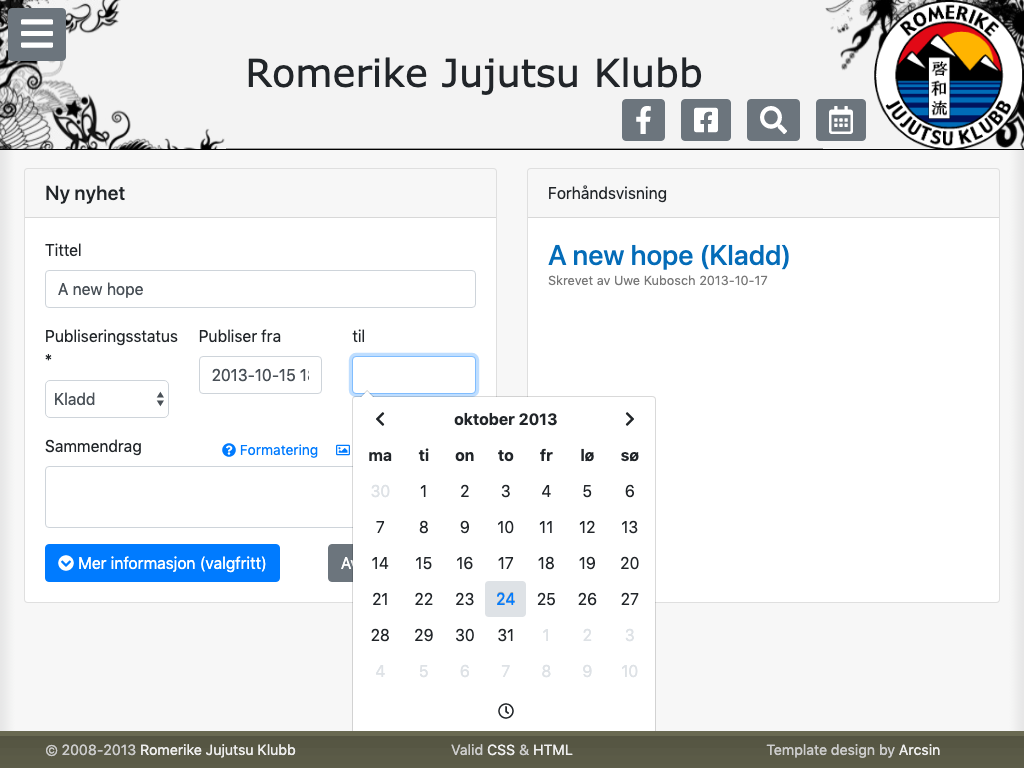 Romerike Jujutsu Klubb
ROMERIKE
啓和流
JUJUTSU KLUBB
Ny nyhet
Tittel
A new hope
Publiseringsstatus
*
Kladd
Publiser fra
2013-10-15 18
til
Sammendrag
Formatering
Mer informasjon (valgfritt)
Av
oktober 2013
ma ti on to fr lø sø
30 1 2 3 4 5 6
7 8 9 10 11 12 13
14 15 16 17 18 19 20
21 22 23 24 25 26 27
28 29 30 31 1 2 3
4 5 6 7 8 9 10
Forhåndsvisning
A new hope (Kladd)
Skrevet av Uwe Kubosch 2013-10-17
© 2008-2013 Romerike Jujutsu Klubb
Valid CSS & HTML
Template design by Arcsin